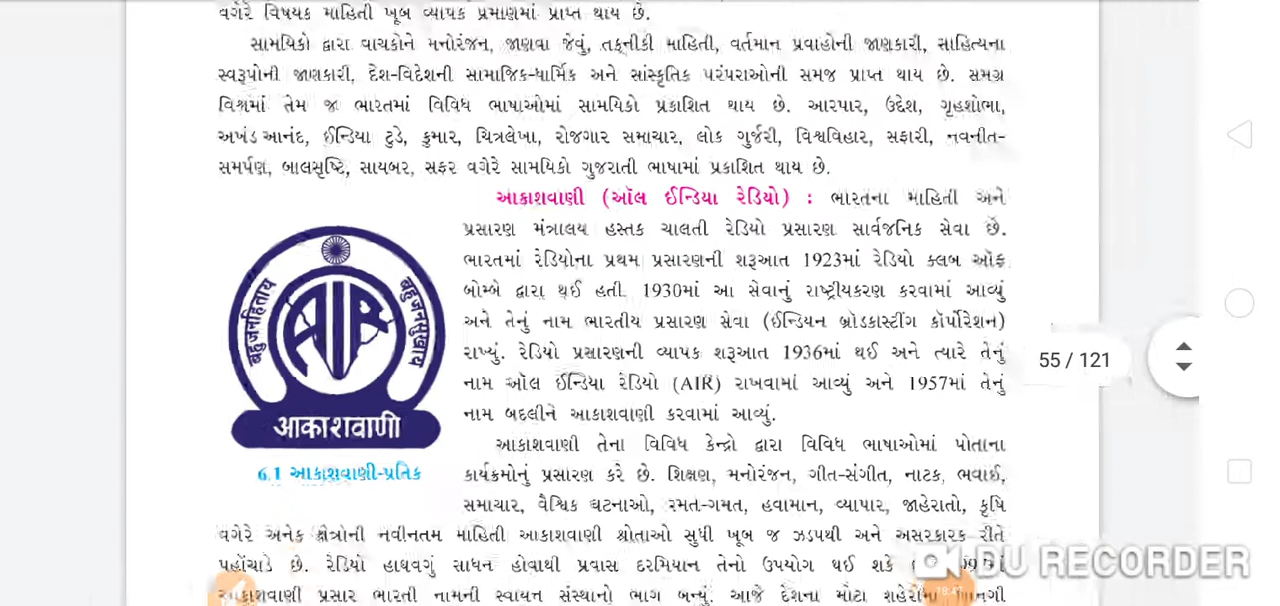 વગેરે વિષયક માહિતી ખૂબ વ્યાપક પ્રમાણમાં પ્રાપ્ત થાય છે.
સામયિકો દ્વારા વાચકોને મનોરંજન, જાણવા જેવું, તકનીકી માહિતી, વર્તમાન પ્રવાહોની જાણકારી, સાહિત્યના
સ્વરૂપોની જાણકારી, દેશ-વિદેશની સામાજિક-ધાર્મિક અને સાંસ્કૃતિક પરંપરાઓની સમજ પ્રાપ્ત થાય છે. સમગ્ર
વિશ્વમાં તેમ જ ભારતમાં વિવિધ ભાષાઓમાં સામયિકો પ્રકાશિત થાય છે. આરપાર, ઉદેશ, ગૃહશોભા,
અખંડ આનંદ, ઈન્ડિયા ટુડે, કુમાર, ચિત્રલેખા, રોજગાર સમાચાર, લોક ગુર્જરી, વિશ્વવિહાર, સફારી, નવનીત-
સમર્પણ, બાલસૃષ્ટિ, સાયબર, સફર વગેરે સામયિકો ગુજરાતી ભાષામાં પ્રકાશિત થાય છે.
આકાશવાણી (ઑલ ઈન્ડિયા રેડિયો) : ભારતના માહિતી અને
પ્રસારણ મંત્રાલય હસ્તક ચાલતી રેડિયો પ્રસારણ સાર્વજનિક સેવા છે.
ભારતમાં રેડિયોના પ્રથમ પ્રસારણની શરૂઆત 1923માં રેડિયો ક્લબ ઑફ
બોમ્બે દ્વારા થઈ હતી. 1930માં આ સેવાનું રાષ્ટ્રીયકરણ કરવામાં આવ્યું
અને તેનું નામ ભારતીય પ્રસારણ સેવા (ઈન્ડિયન બ્રૉડકાસ્ટીંગ કૉર્પોરેશન)
રાખ્યું. રેડિયો પ્રસારણની વ્યાપક શરૂઆત 1936માં થઈ અને ત્યારે તેનું
નામ ઑલ ઈન્ડિયા રેડિયો (AIR) રાખવામાં આવ્યું અને 1957માં તેનું
નામ બદલીને આકાશવાણી કરવામાં આવ્યું.
बहुजनहिताय
बहुजनसुखाय
AIR
आकाशवाणी
6.1 આકાશવાણી-પ્રતિક
આકાશવાણી તેના વિવિધ કેન્દ્રો દ્વારા વિવિધ ભાષાઓમાં પોતાના
કાર્યક્રમોનું પ્રસારણ કરે છે. શિક્ષણ, મનોરંજન, ગીત-સંગીત, નાટક, ભવાઈ,
સમાચાર, વૈશ્વિક ઘટનાઓ, રમત-ગમત, હવામાન, વ્યાપાર, જાહેરાતો, કૃષિ
વગેરે અનેક ક્ષેત્રોની નવીનતમ માહિતી આકાશવાણી શ્રોતાઓ સુધી ખૂબ જ ઝડપથી અને અસરકારક રીતે
પહોંચાડે છે. રેડિયો હાથવગું સાધન હોવાથી પ્રવાસ દરમિયાન તેનો ઉપયોગ થઈ શકે
આકાશવાણી પ્રસાર ભારતી નામની સ્વાયત્ત સંસ્થાનો ભાગ બન્યું. આજે દેશના મોટા શહેરોમાં ખાનગી
55 / 121
DU RECORDER